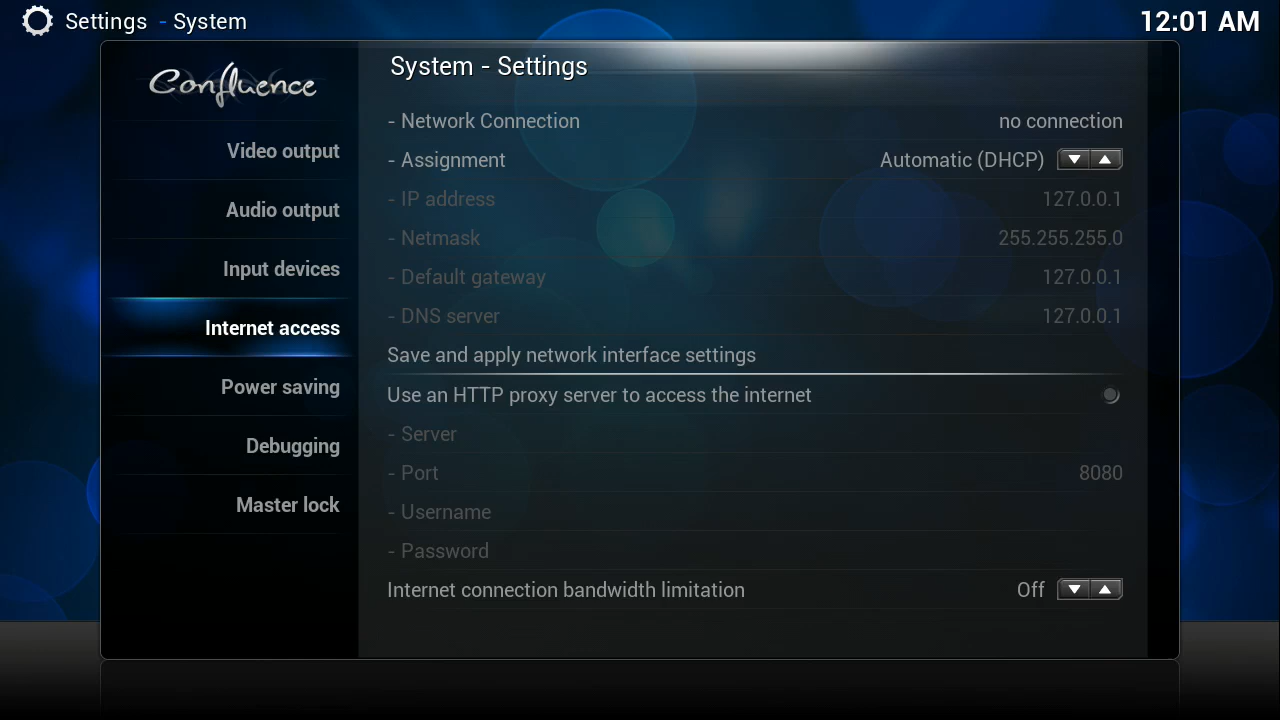 Settings - System
12:01 AM
Confluence
System - Settings
Video output
Audio output
Input devices
Internet access
Power saving
Debugging
Master lock
- Network Connection no connection
- Assignment Automatic (DHCP)
- IP address 127.0.0.1
- Netmask 255.255.255.0
- Default gateway 127.0.0.1
- DNS server 127.0.0.1
Save and apply network interface settings
Use an HTTP proxy server to access the internet
- Server
- Port 8080
- Username
- Password
Internet connection bandwidth limitation Off